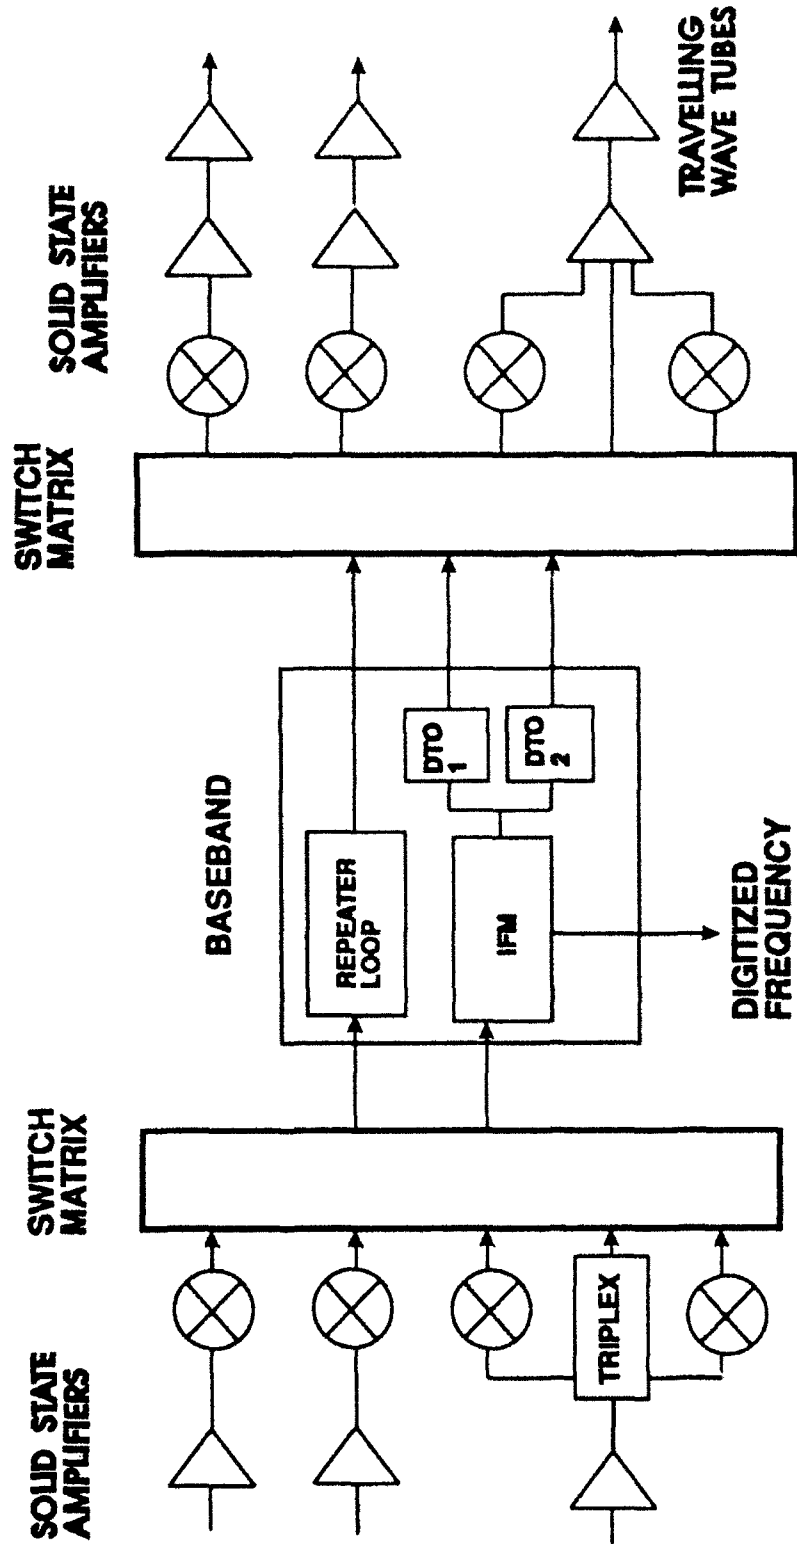 SOLID STATE
AMPLIFIERS
SWITCH
MATRIX
BASEBAND
SWITCH
MATRIX
SOLID STATE
AMPLIFIERS
TRIPLEX
REPEATER
LOOP
IFM
DTO
1
DTO
2
DIGITIZED
FREQUENCY
TRAVELLING
WAVE TUBES